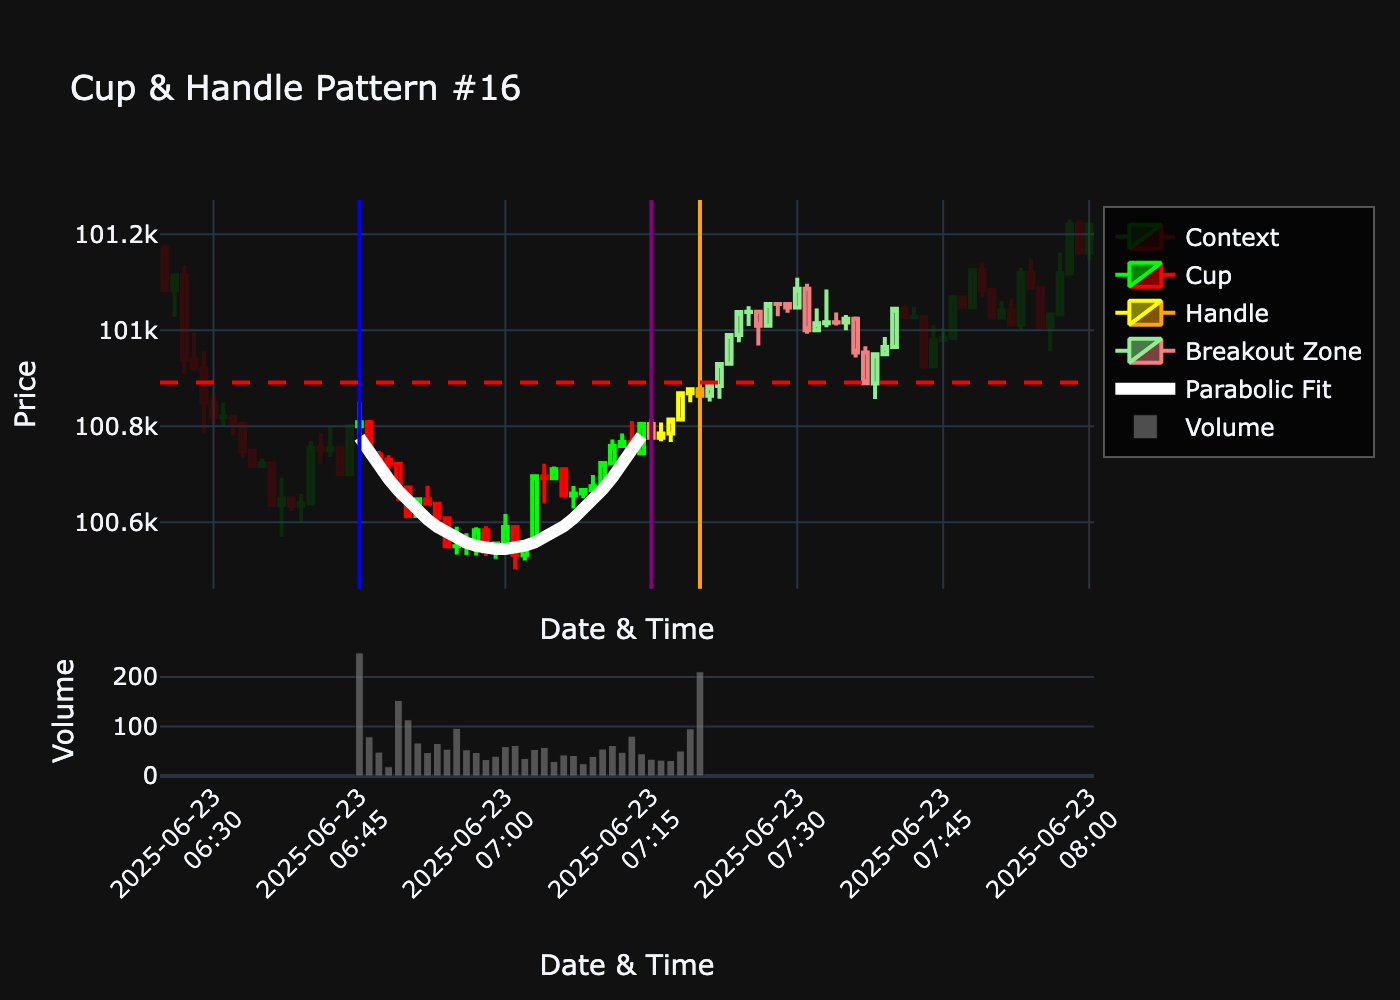 Cup & Handle Pattern #16
101.2k
101k
100.8k
100.6k
Price
Date & Time
Context
Cup
Handle
Breakout Zone
Parabolic Fit
Volume
200
100
0
Volume
2025-06-23
06:30
2025-06-23
06:45
2025-06-23
07:00
2025-06-23
07:15
2025-06-23
07:30
2025-06-23
07:45
2025-06-23
08:00
Date & Time